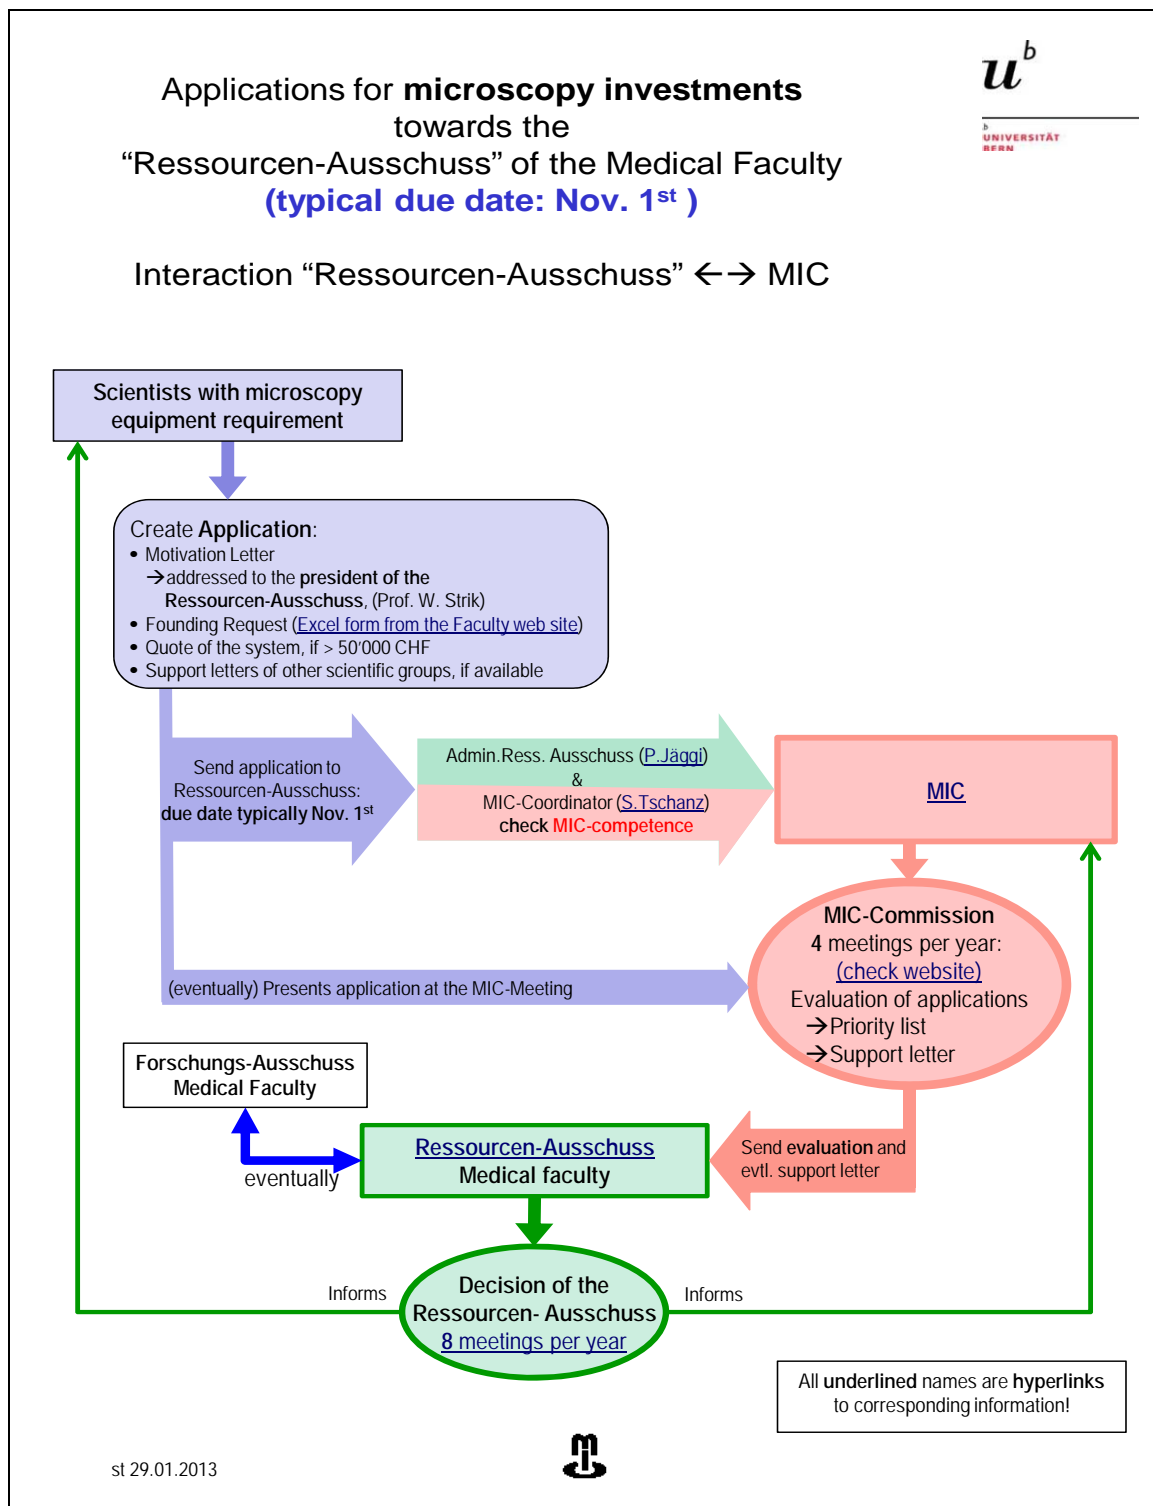 u^b
b
UNIVERSITÄT
BERN
Applications for microscopy investments
towards the
“Ressourcen-Ausschuss” of the Medical Faculty
(typical due date: Nov. 1st )
Interaction “Ressourcen-Ausschuss” ←→ MIC
Scientists with microscopy
equipment requirement
Create Application:
• Motivation Letter
→addressed to the president of the
Ressourcen-Ausschuss, (Prof. W. Strik)
• Founding Request (Excel form from the Faculty web site)
• Quote of the system, if > 50’000 CHF
• Support letters of other scientific groups, if available
Send application to
Ressourcen-Ausschuss:
due date typically Nov. 1st
Admin.Ress. Ausschuss (P.Jäggi)
&
MIC-Coordinator (S.Tschanz)
check MIC-competence
MIC
MIC-Commission
4 meetings per year:
(check website)
Evaluation of applications
→Priority list
→Support letter
(eventually) Presents application at the MIC-Meeting
Forschungs-Ausschuss
Medical Faculty
eventually
Ressourcen-Ausschuss
Medical faculty
Send evaluation and
evtl. support letter
Decision of the
Ressourcen- Ausschuss
8 meetings per year
Informs
Informs
All underlined names are hyperlinks
to corresponding information!
st 29.01.2013